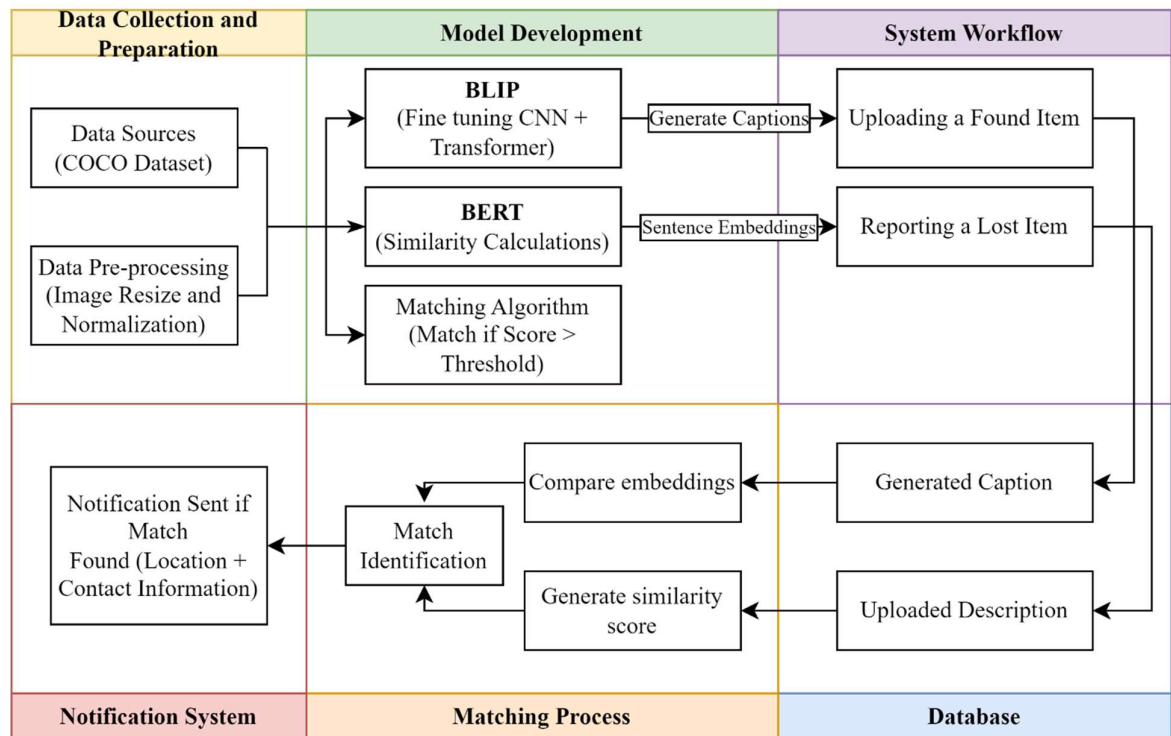 Data Collection and
Preparation
Model Development
System Workflow
Data Sources
(COCO Dataset)
Data Pre-processing
(Image Resize and
Normalization)
BLIP
(Fine tuning CNN +
Transformer)
Generate Captions
Uploading a Found Item
BERT
(Similarity Calculations)
Sentence Embeddings
Reporting a Lost Item
Matching Algorithm
(Match if Score >
Threshold)
Notification Sent if
Match
Found (Location +
Contact Information)
Match
Identification
Compare embeddings
Generated Caption
Generate similarity
score
Uploaded Description
Notification System
Matching Process
Database